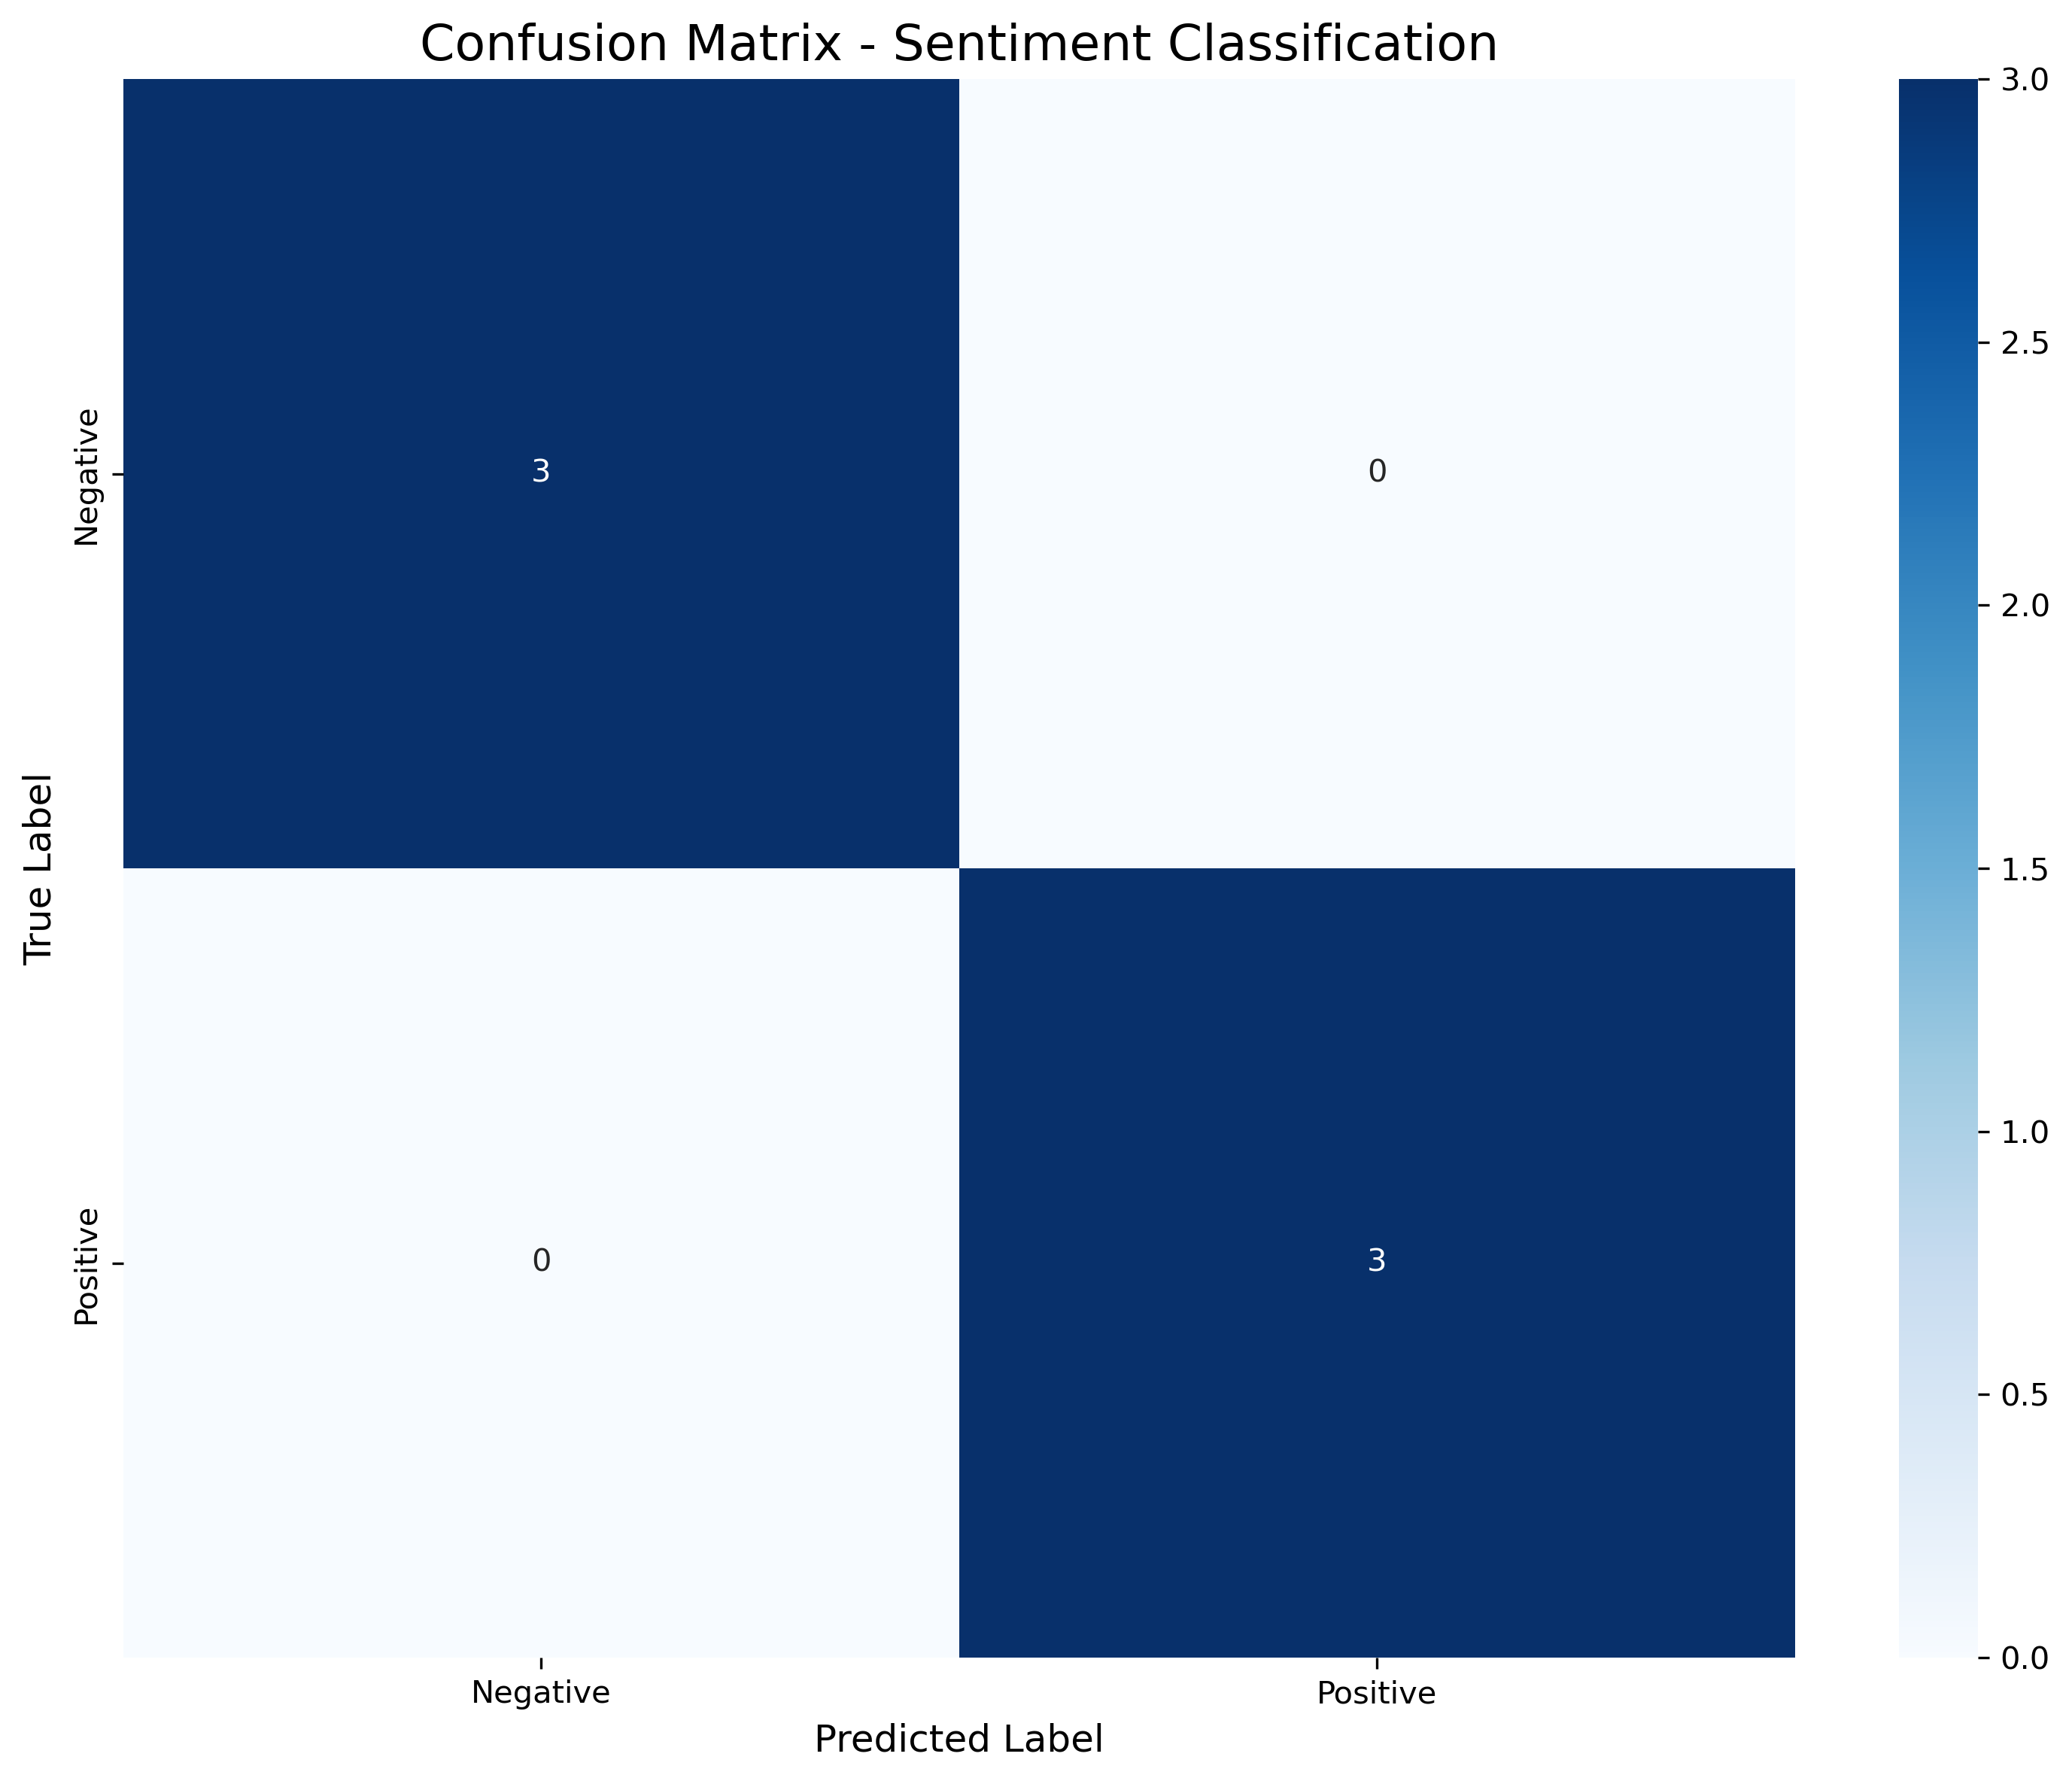 Confusion Matrix - Sentiment Classification
True Label
Negative
Positive
3
0
0
3
Negative
Positive
Predicted Label
3.0
2.5
2.0
1.5
1.0
0.5
0.0